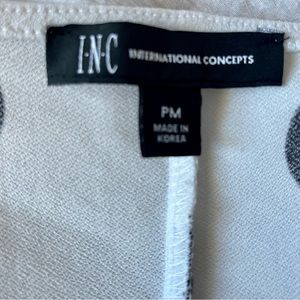 I·N·C INTERNATIONAL CONCEPTS
PM
MADE IN
KOREA